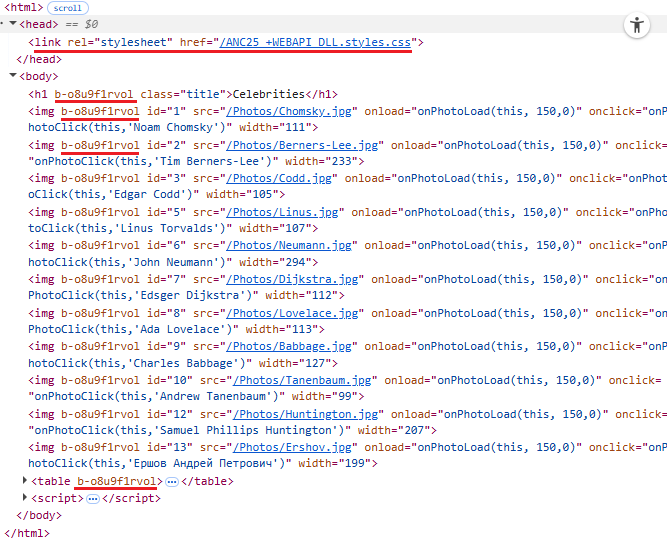 <html> scroll
<head> == $0
<link rel="stylesheet" href="/ANC25_+WEBAPI_DLL.styles.css">
</head>
<body>
<h1 b-o8u9f1rvol class="title">Celebrities</h1>
<img b-o8u9f1rvol id="1" src="/Photos/Chomsky.jpg" onload="onPhotoLoad(this, 150,0)" onclick="onP
hotoClick(this,'Noam Chomsky')" width="111">
<img b-o8u9f1rvol id="2" src="/Photos/Berners-Lee.jpg" onload="onPhotoLoad(this, 150,0)" onclick=
"onPhotoClick(this,'Tim Berners-Lee')" width="233">
<img b-o8u9f1rvol id="3" src="/Photos/Codd.jpg" onload="onPhotoLoad(this, 150,0)" onclick="onPhot
oClick(this,'Edgar Codd')" width="105">
<img b-o8u9f1rvol id="5" src="/Photos/Linus.jpg" onload="onPhotoLoad(this, 150,0)" onclick="onPho
toClick(this,'Linus Torvalds')" width="107">
<img b-o8u9f1rvol id="6" src="/Photos/Neumann.jpg" onload="onPhotoLoad(this, 150,0)" onclick="onP
hotoClick(this,'John Neumann')" width="294">
<img b-o8u9f1rvol id="7" src="/Photos/Dijkstra.jpg" onload="onPhotoLoad(this, 150,0)" onclick="on
PhotoClick(this,'Edsger Dijkstra')" width="112">
<img b-o8u9f1rvol id="8" src="/Photos/Lovelace.jpg" onload="onPhotoLoad(this, 150,0)" onclick="on
PhotoClick(this,'Ada Lovelace')" width="113">
<img b-o8u9f1rvol id="9" src="/Photos/Babbage.jpg" onload="onPhotoLoad(this, 150,0)" onclick="onP
hotoClick(this,'Charles Babbage')" width="127">
<img b-o8u9f1rvol id="10" src="/Photos/Tanenbaum.jpg" onload="onPhotoLoad(this, 150,0)" onclick=
"onPhotoClick(this,'Andrew Tanenbaum')" width="99">
<img b-o8u9f1rvol id="12" src="/Photos/Huntington.jpg" onload="onPhotoLoad(this, 150,0)" onclick=
"onPhotoClick(this,'Samuel Phillips Huntington')" width="207">
<img b-o8u9f1rvol id="13" src="/Photos/Ershov.jpg" onload="onPhotoLoad(this, 150,0)" onclick="onP
hotoClick(this,'Ершов Андрей Петрович')" width="199">
<table b-o8u9f1rvol>…</table>
<script>…</script>
</body>
</html>